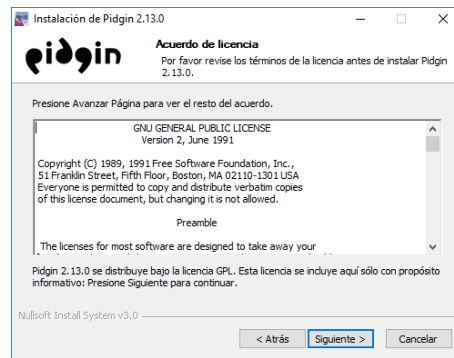 Instalación de Pidgin 2.13.0
pidgin
Acuerdo de licencia
Por favor revise los términos de la licencia antes de instalar Pidgin
2.13.0.
Presione Avanzar Página para ver el resto del acuerdo.
GNU GENERAL PUBLIC LICENSE
Version 2, June 1991
Copyright (C) 1989, 1991 Free Software Foundation, Inc.,
51 Franklin Street, Fifth Floor, Boston, MA 02110-1301 USA
Everyone is permitted to copy and distribute verbatim copies
of this license document, but changing it is not allowed.
Preamble
The licenses for most software are designed to take away your
Pidgin 2.13.0 se distribuye bajo la licencia GPL. Esta licencia se incluye aquí sólo con propósito
informativo: Presione Siguiente para continuar.
Nullsoft Install System v3.0
< Atrás
Siguiente >
Cancelar